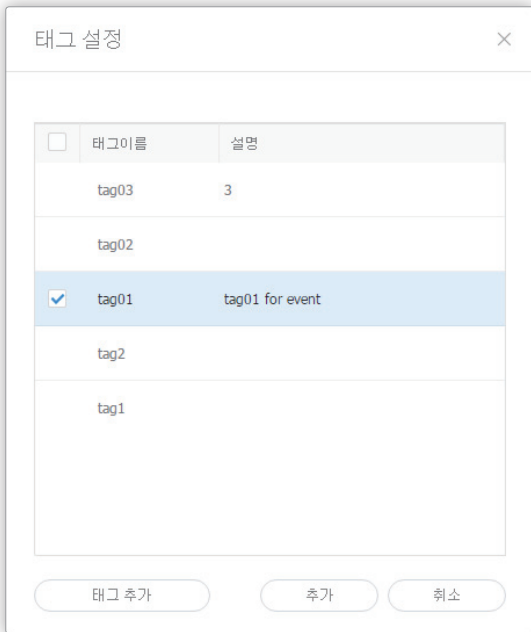 태그 설정
태그이름 설명
tag03 3
tag02
tag01 tag01 for event
tag2
tag1
태그 추가 추가 취소